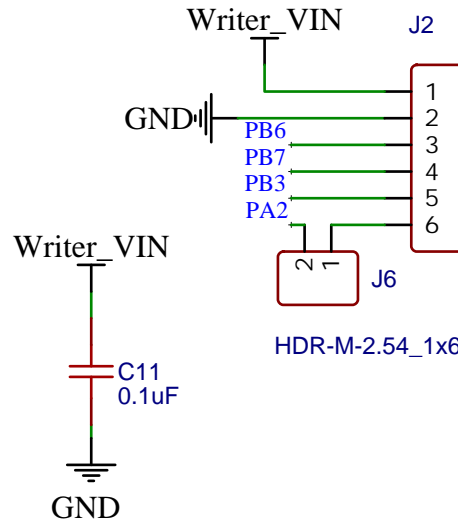 Writer_VIN
J2
1
GND
2
PB6
3
PB7
4
PB3
5
PA2
6
2
1
J6
Writer_VIN
HDR-M-2.54_1x6
C11
0.1uF
GND